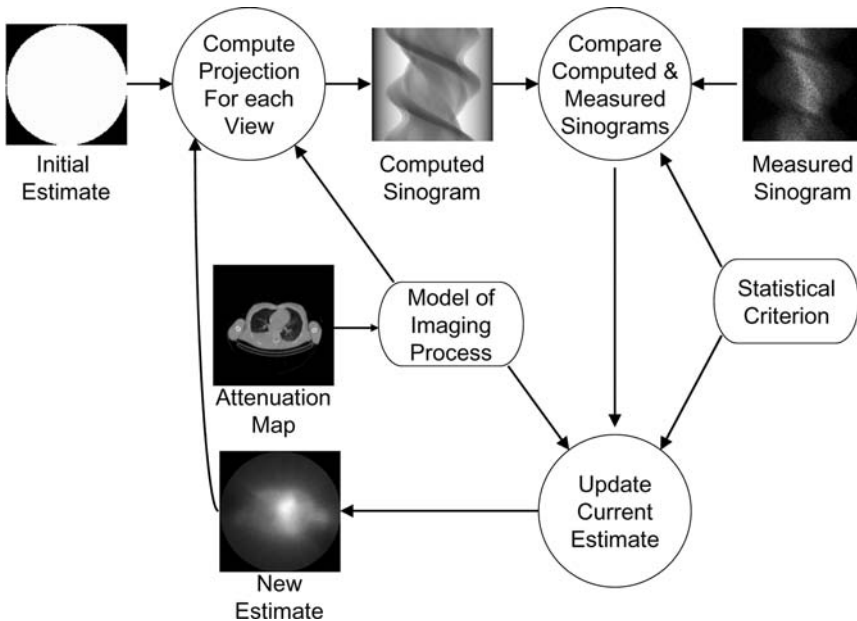 Compute
Projection
For each
View
Compare
Computed &
Measured
Sinograms
Initial
Estimate
Computed
Sinogram
Measured
Sinogram
Model of
Imaging
Process
Statistical
Criterion
Attenuation
Map
Update
Current
Estimate
New
Estimate